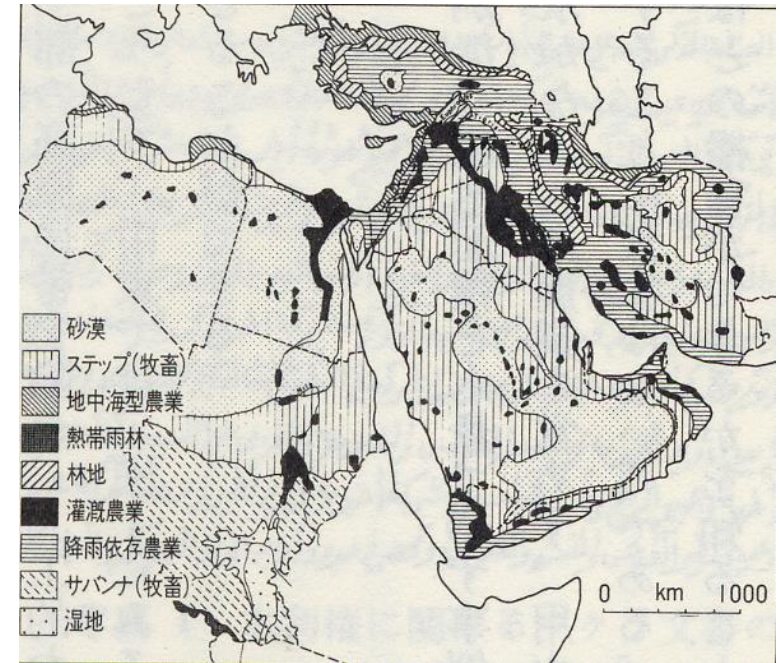 砂漠
ステップ(牧畜)
地中海型農業
熱帯雨林
林地
灌漑農業
降雨依存農業
サバンナ(牧畜)
湿地
0 km 1000